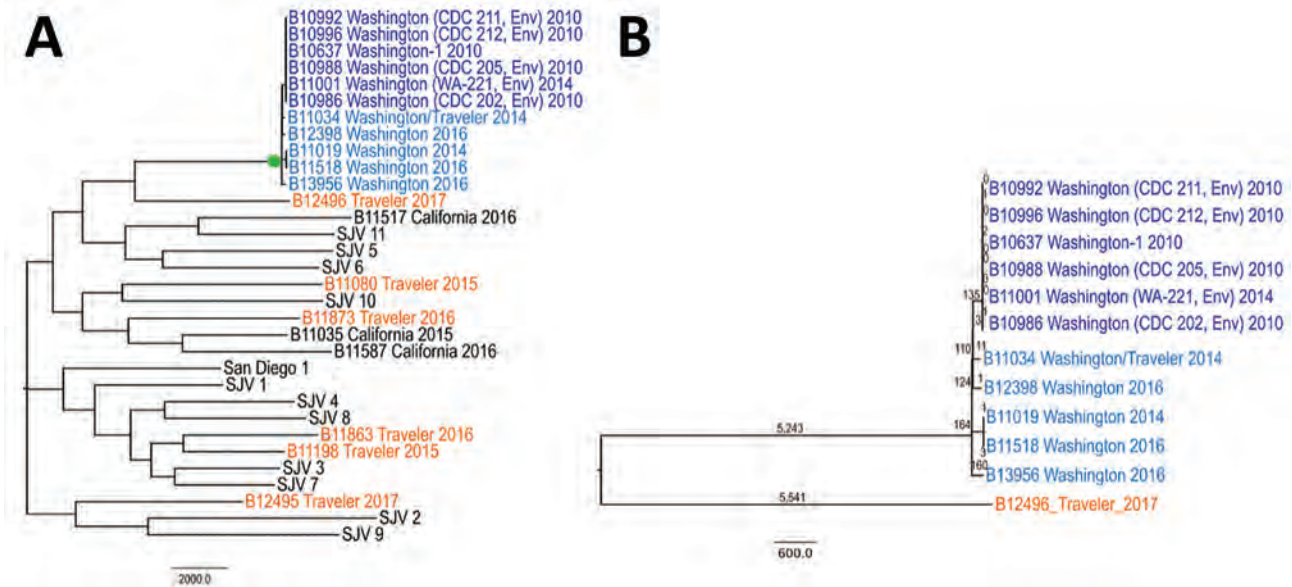 A
B10992 Washington (CDC 211, Env) 2010
B10996 Washington (CDC 212, Env) 2010
B10637 Washington-1 2010
B10988 Washington (CDC 205, Env) 2010
B11001 Washington (WA-221, Env) 2014
B10986 Washington (CDC 202, Env) 2010
B11034 Washington/Traveler 2014
B12398 Washington 2016
B11019 Washington 2014
B11518 Washington 2016
B13956 Washington 2016
B12496 Traveler 2017
B11517 California 2016
SJV 11
SJV 5
SJV 6
B11080 Traveler 2015
SJV 10
B11873 Traveler 2016
B11035 California 2015
B11587 California 2016
San Diego 1
SJV 1
SJV 4
SJV 8
B11863 Traveler 2016
B11198 Traveler 2015
SJV 3
SJV 7
B12495 Traveler 2017
SJV 2
SJV 9
2000.0
B
0
B10992 Washington (CDC 211, Env) 2010
0
B10996 Washington (CDC 212, Env) 2010
2
B10637 Washington-1 2010
B10988 Washington (CDC 205, Env) 2010
135
B11001 Washington (WA-221, Env) 2014
3
B10986 Washington (CDC 202, Env) 2010
110 11
B11034 Washington/Traveler 2014
124 1
B12398 Washington 2016
B11019 Washington 2014
164
5,243
B11518 Washington 2016
3
B13956 Washington 2016
5,541
B12496_Traveler_2017
600.0